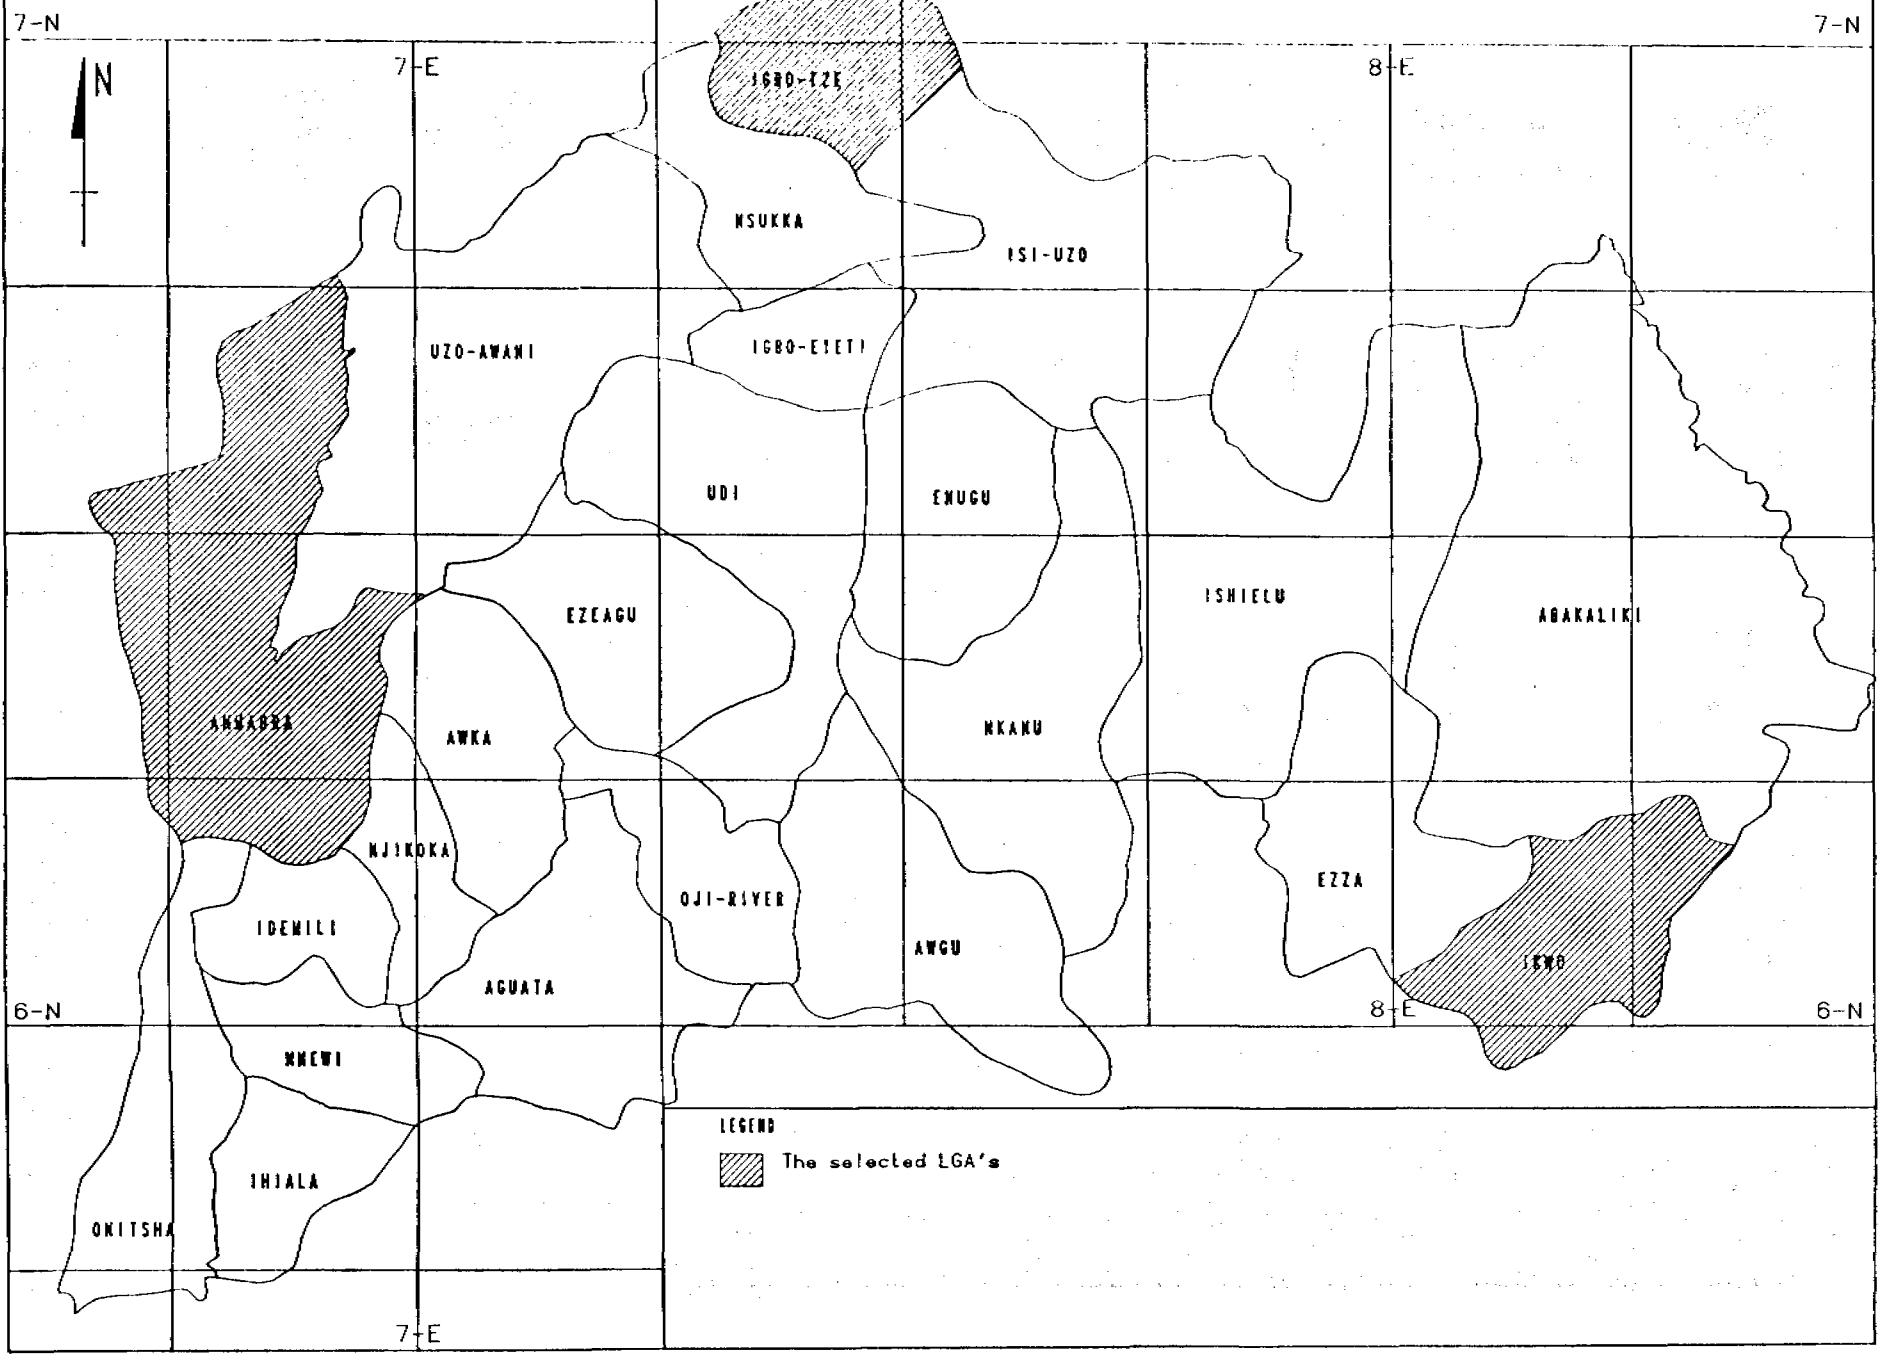 7-N 7-N
7-E 8-E
N
IGBO-EZE
NSUKKA
ISI-UZO
UZO-AWANI
IGBO-ETETI
UDI
ENUGU
EZEAGU
ISHIELU
ABAKALIKI
ANMABRA
AWKA
NKANU
NJIKOKA
EZZA
OJI-RIVER
IDEMILI
AWGU
IKWO
AGUATA
6-N 8-E 6-N
NNEWI
LEGEND
The selected LGA's
IHIALA
ONITSHA
7-E